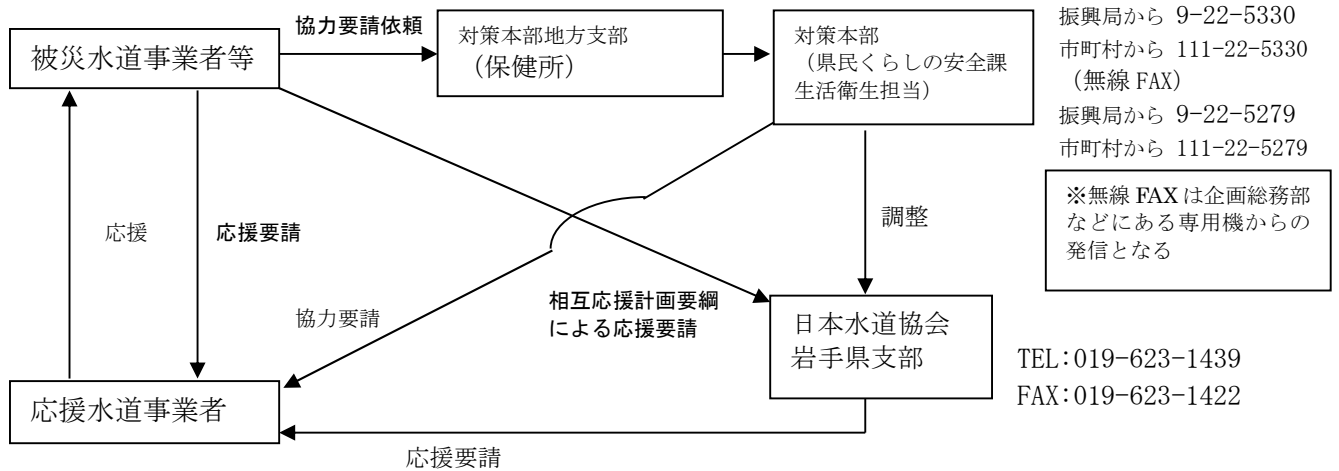 協力要請依頼
被災水道事業者等
対策本部地方支部
（保健所）
対策本部
（県民くらしの安全課
生活衛生担当）
振興局から 9-22-5330
市町村から 111-22-5330
（無線 FAX）
振興局から 9-22-5279
市町村から 111-22-5279
※無線 FAX は企画総務部
などにある専用機からの
発信となる
応援
応援要請
調整
協力要請
相互応援計画要綱
による応援要請
日本水道協会
岩手県支部
TEL:019-623-1439
FAX:019-623-1422
応援水道事業者
応援要請